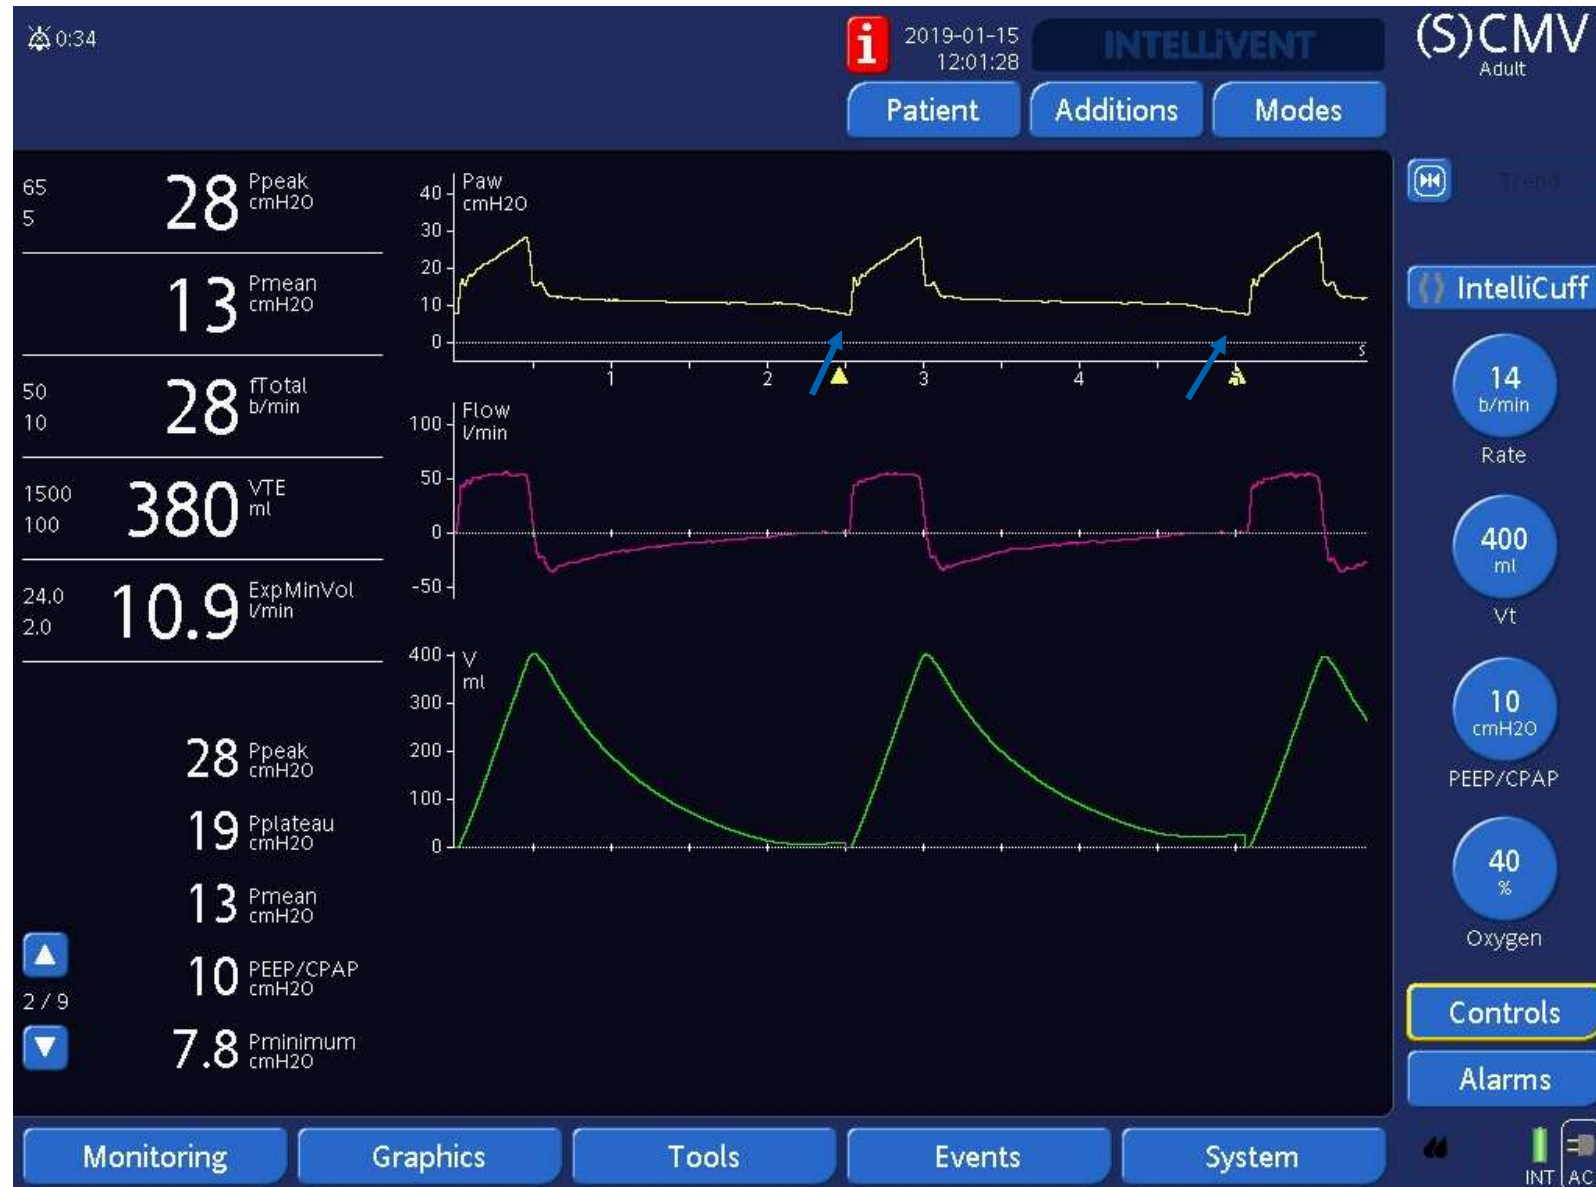 0:34
2019-01-15
12:01:28
INTELLiVENT
(S)CMV
Adult
Patient
Additions
Modes
65
5
28
Ppeak
cmH2O
13
Pmean
cmH2O
50
10
28
fTotal
b/min
1500
100
380
VTE
ml
24.0
2.0
10.9
ExpMinVol
l/min
28
Ppeak
cmH2O
19
Pplateau
cmH2O
13
Pmean
cmH2O
10
PEEP/CPAP
cmH2O
7.8
Pminimum
cmH2O
2 / 9
Paw
cmH2O
40
30
20
10
0
s
1
2
3
4
Flow
l/min
100
50
0
-50
V
ml
400
300
200
100
0
Trend
IntelliCuff
14
b/min
Rate
400
ml
Vt
10
cmH2O
PEEP/CPAP
40
%
Oxygen
Controls
Alarms
Monitoring
Graphics
Tools
Events
System
INT
AC